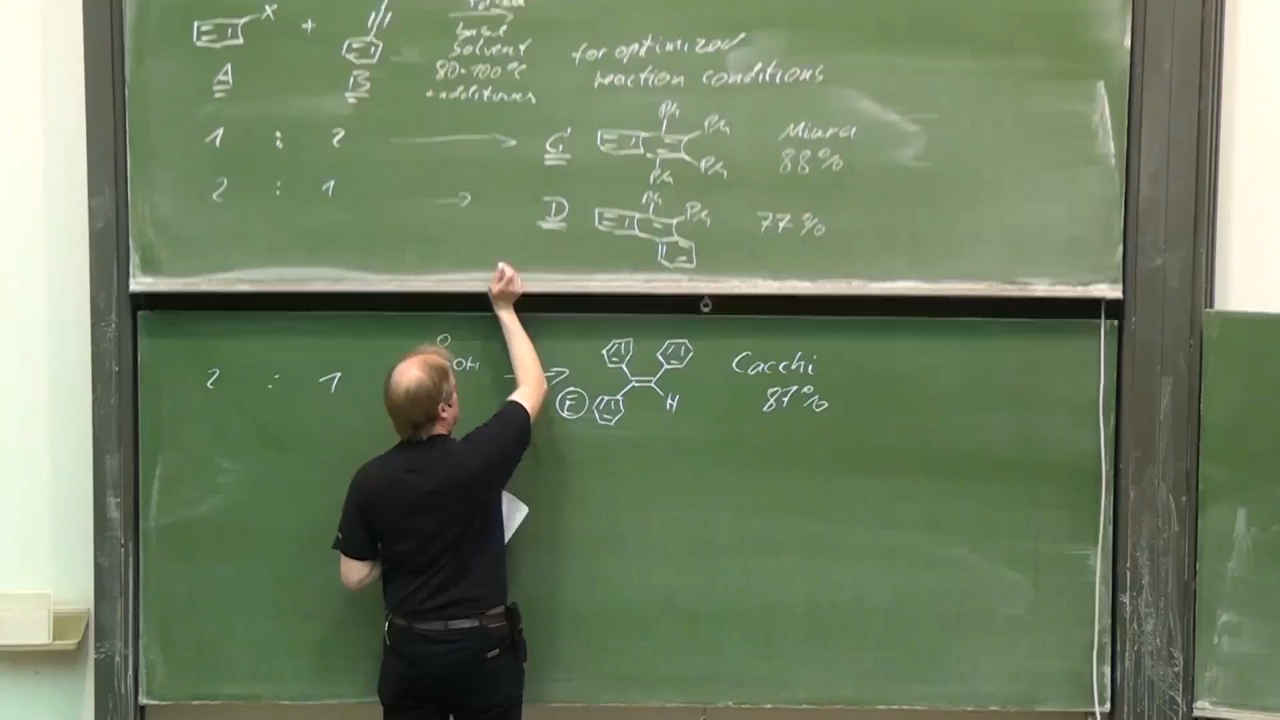 X
+
A B
solvent
80-100°C
+ additives
for optimized
reaction conditions
1 : 2 C Ph Ph Ph Ph Miura
88%
2 : 1 D Ph Ph 77%
2 : 1 O OH E H Cacchi
87%